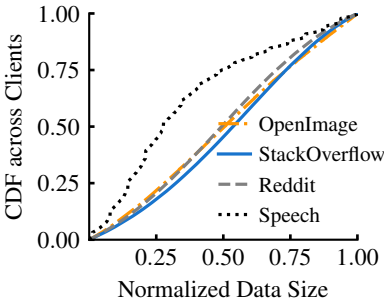 1.00
0.75
0.50
0.25
0.00
CDF across Clients
OpenImage
StackOverflow
Reddit
Speech
0.25 0.50 0.75 1.00
Normalized Data Size